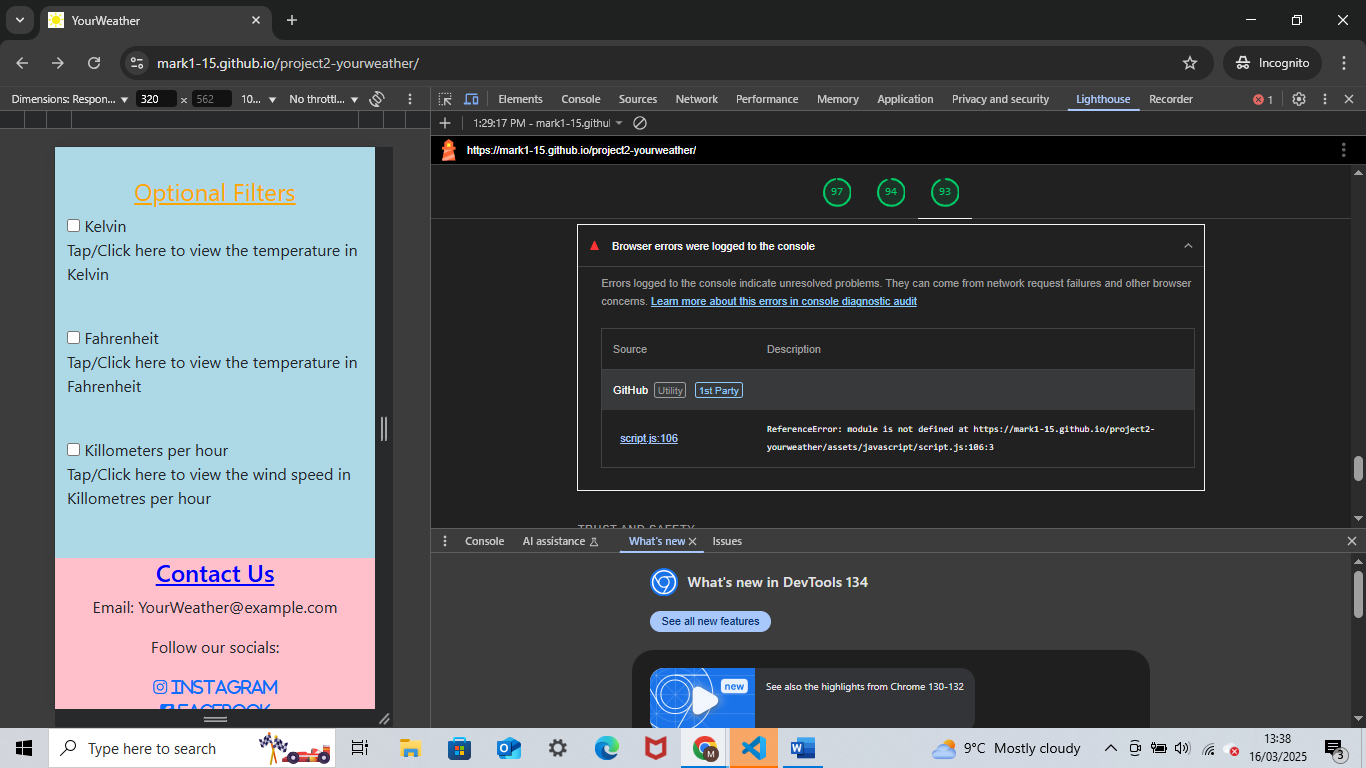 YourWeather
mark1-15.github.io/project2-yourweather/
Incognito
Dimensions: Respon...
320
×
562
10...
No throttl...
Elements
Console
Sources
Network
Performance
Memory
Application
Privacy and security
Lighthouse
Recorder
1
1:29:17 PM - mark1-15.githul
https://mark1-15.github.io/project2-yourweather/
97
94
93
Optional Filters
Kelvin
Tap/Click here to view the temperature in
Kelvin
Fahrenheit
Tap/Click here to view the temperature in
Fahrenheit
Killometers per hour
Tap/Click here to view the wind speed in
Killometres per hour
Contact Us
Email: YourWeather@example.com
Follow our socials:
INSTAGRAM
FACEBOOK
Browser errors were logged to the console
Errors logged to the console indicate unresolved problems. They can come from network request failures and other browser
concerns. Learn more about this errors in console diagnostic audit
Source
Description
GitHub
Utility
1st Party
script.js:106
ReferenceError: module is not defined at https://mark1-15.github.io/project2-
yourweather/assets/javascript/script.js:106:3
TRUST AND SAFETY
Console
AI assistance
What's new
Issues
What's new in DevTools 134
See all new features
new
See also the highlights from Chrome 130-132
Type here to search
M
W
9°C Mostly cloudy
13:38
16/03/2025
3